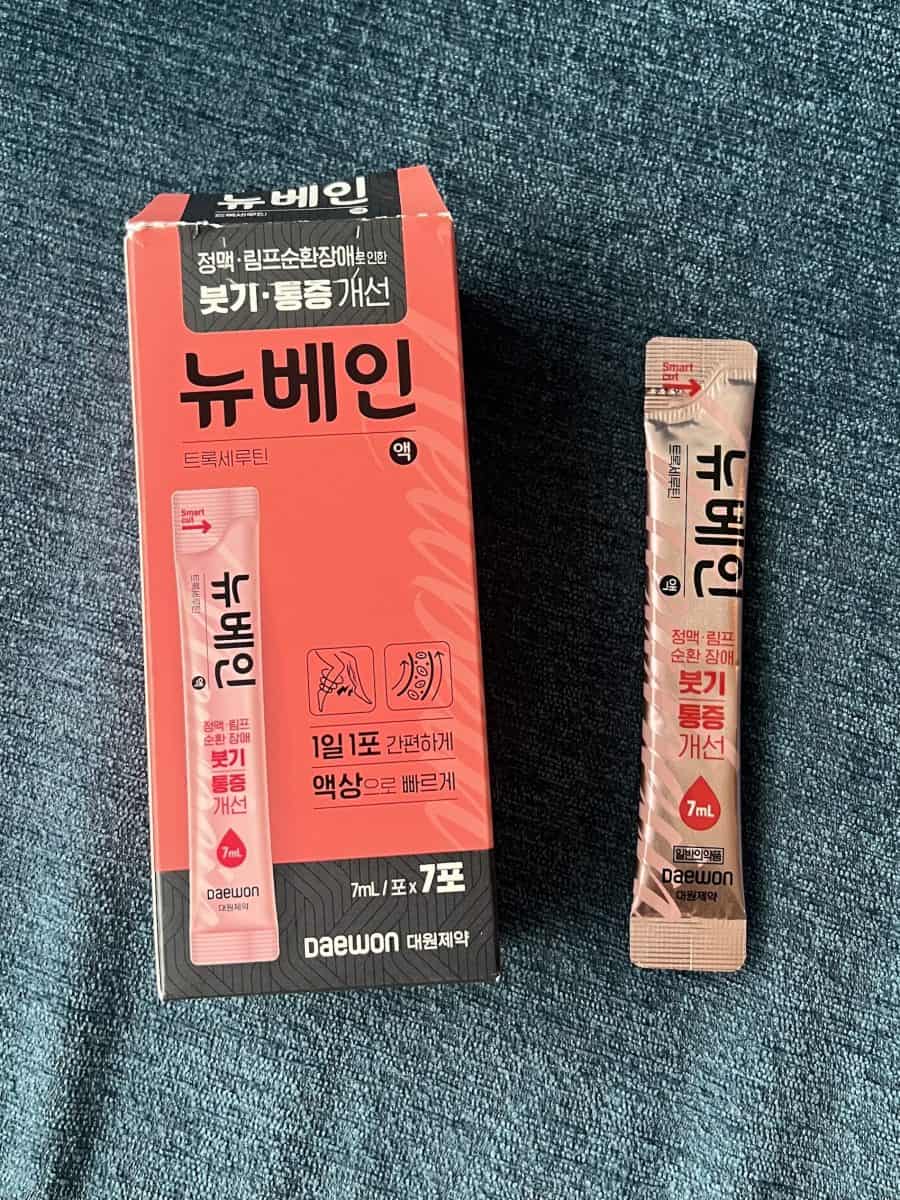 뉴베인
정맥·림프순환장애로 인한
붓기·통증 개선
뉴베인
트록세루틴
액
Smart
cut
뉴베인
액
트록세루틴
정맥·림프
순환 장애
붓기
통증
개선
7mL
Daewon
대원제약
1일 1포 간편하게
액상으로 빠르게
7mL / 포 x 7포
Daewon 대원제약
Smart
cut
뉴베인
액
트록세루틴
정맥·림프
순환 장애
붓기
통증
개선
7mL
일반의약품
Daewon
대원제약